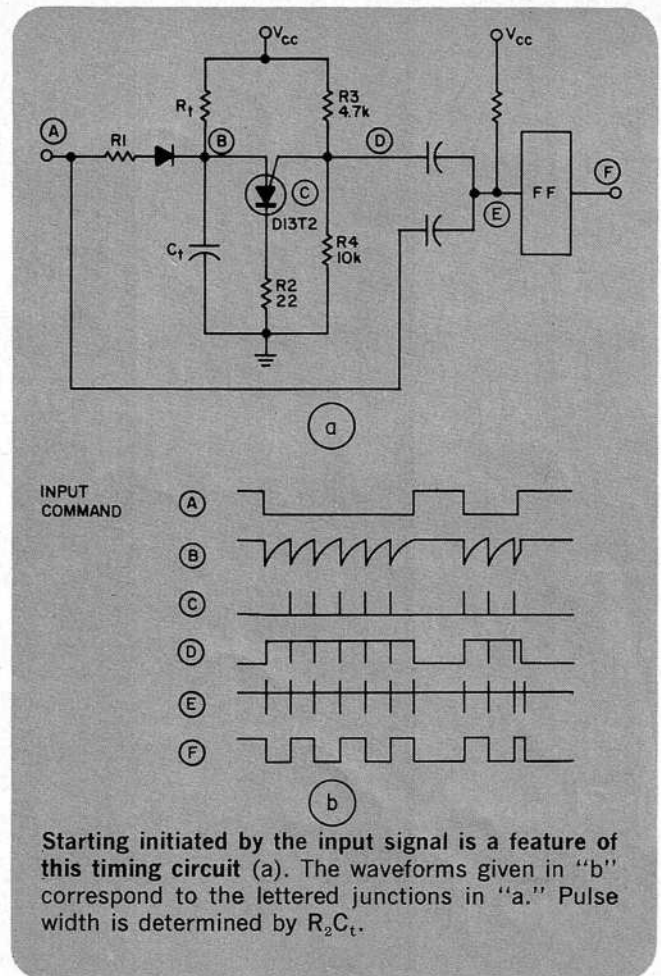 Vcc
Vcc
A
R1
Rt
B
R3
4.7k
D
C
D13T2
Ct
R2
22
R4
10k
E
FF
F
a
INPUT
COMMAND
A
B
C
D
E
F
b
Starting initiated by the input signal is a feature of
this timing circuit (a). The waveforms given in "b"
correspond to the lettered junctions in "a." Pulse
width is determined by R₂Cₜ.